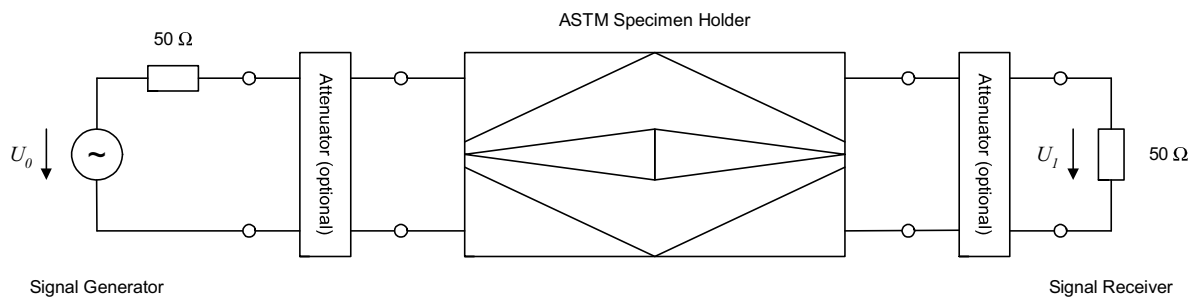 ASTM Specimen Holder
50 Ω
Attenuator (optional)
Attenuator (optional)
U0
~
U1
50 Ω
Signal Generator
Signal Receiver